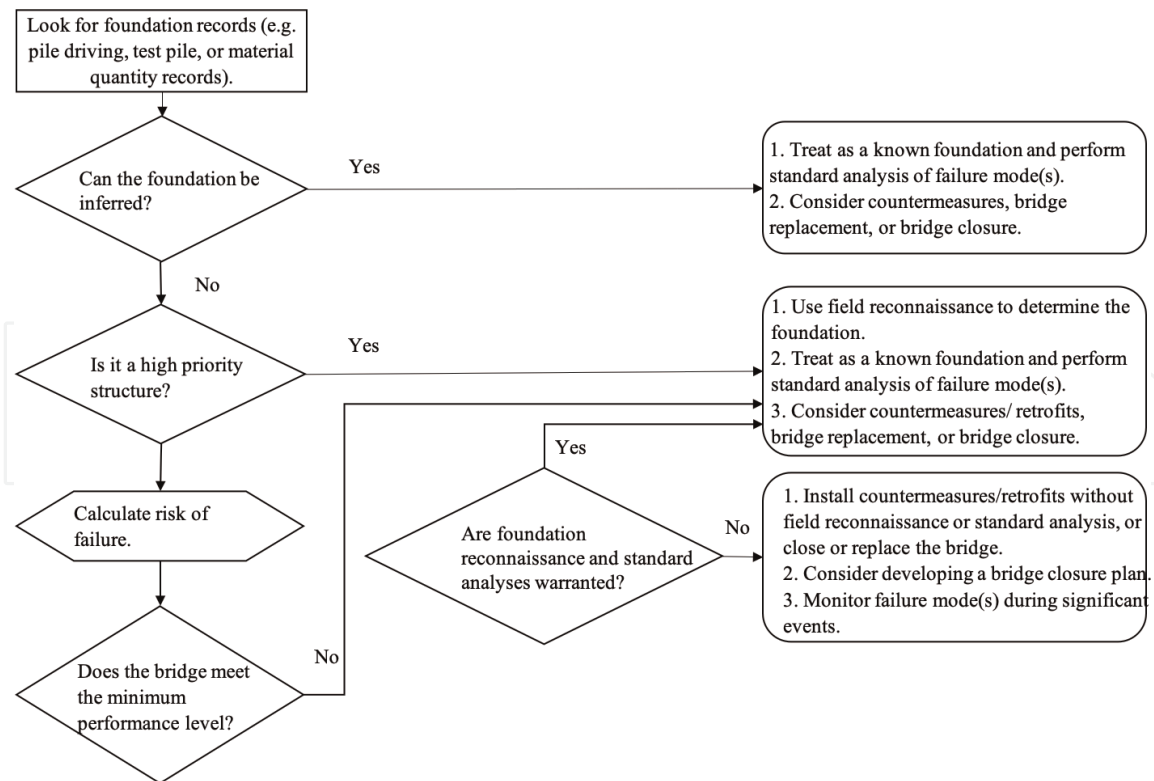 Look for foundation records (e.g.
pile driving, test pile, or material
quantity records).
Can the foundation be
inferred?
Yes
1. Treat as a known foundation and perform
standard analysis of failure mode(s).
2. Consider countermeasures, bridge
replacement, or bridge closure.
No
Is it a high priority
structure?
Yes
1. Use field reconnaissance to determine the
foundation.
2. Treat as a known foundation and perform
standard analysis of failure mode(s).
3. Consider countermeasures/ retrofits,
bridge replacement, or bridge closure.
Calculate risk of
failure.
Yes
Are foundation
reconnaissance and standard
analyses warranted?
No
1. Install countermeasures/retrofits without
field reconnaissance or standard analysis, or
close or replace the bridge.
2. Consider developing a bridge closure plan.
3. Monitor failure mode(s) during significant
events.
Does the bridge meet
the minimum
performance level?
No